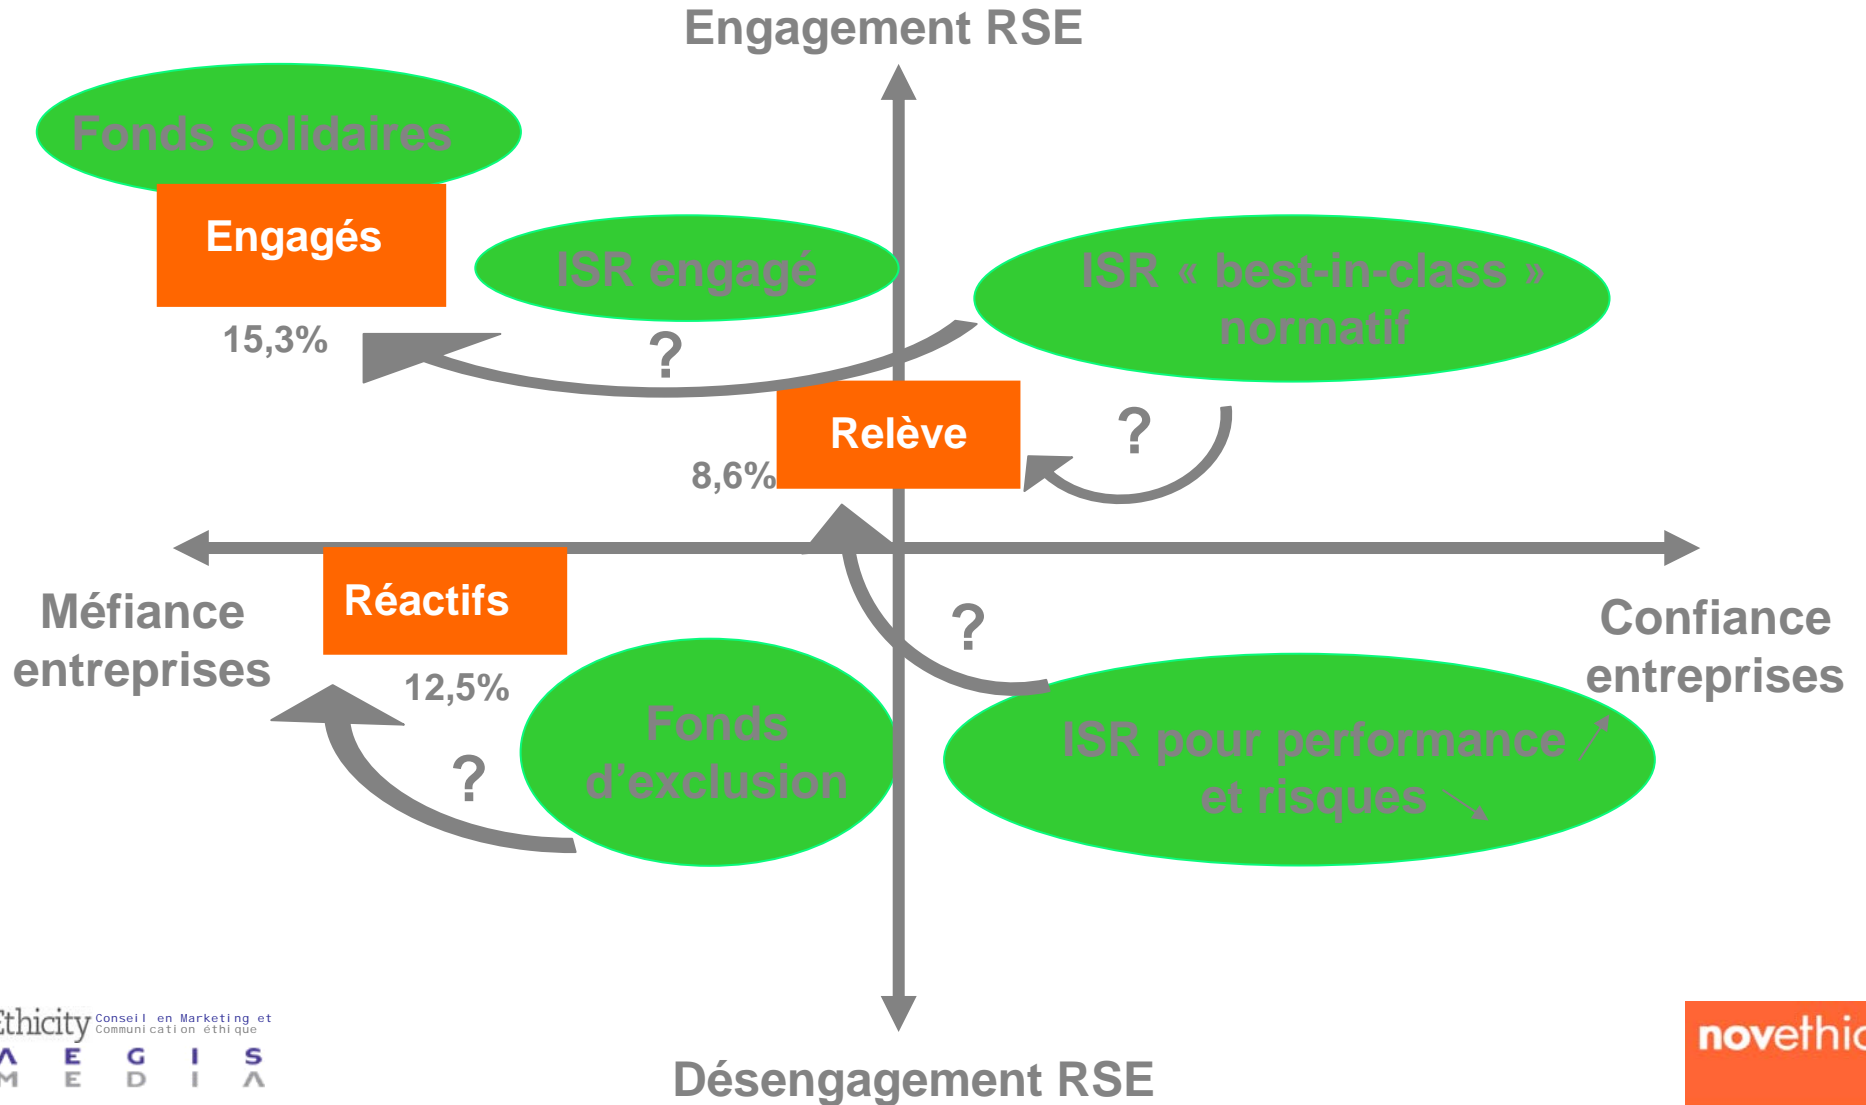 Engagement RSE
Fonds solidaires
Engagés
15,3%
ISR engagé
ISR « best-in-class »
normatif
?
?
Relève
8,6%
Méfiance
entreprises
Réactifs
12,5%
?
Confiance
entreprises
Fonds
d’exclusion
?
ISR pour performance
et risques
Désengagement RSE
Ethicity Conseil en Marketing et
Communication éthique
AEGIS
MEDIA
novethic